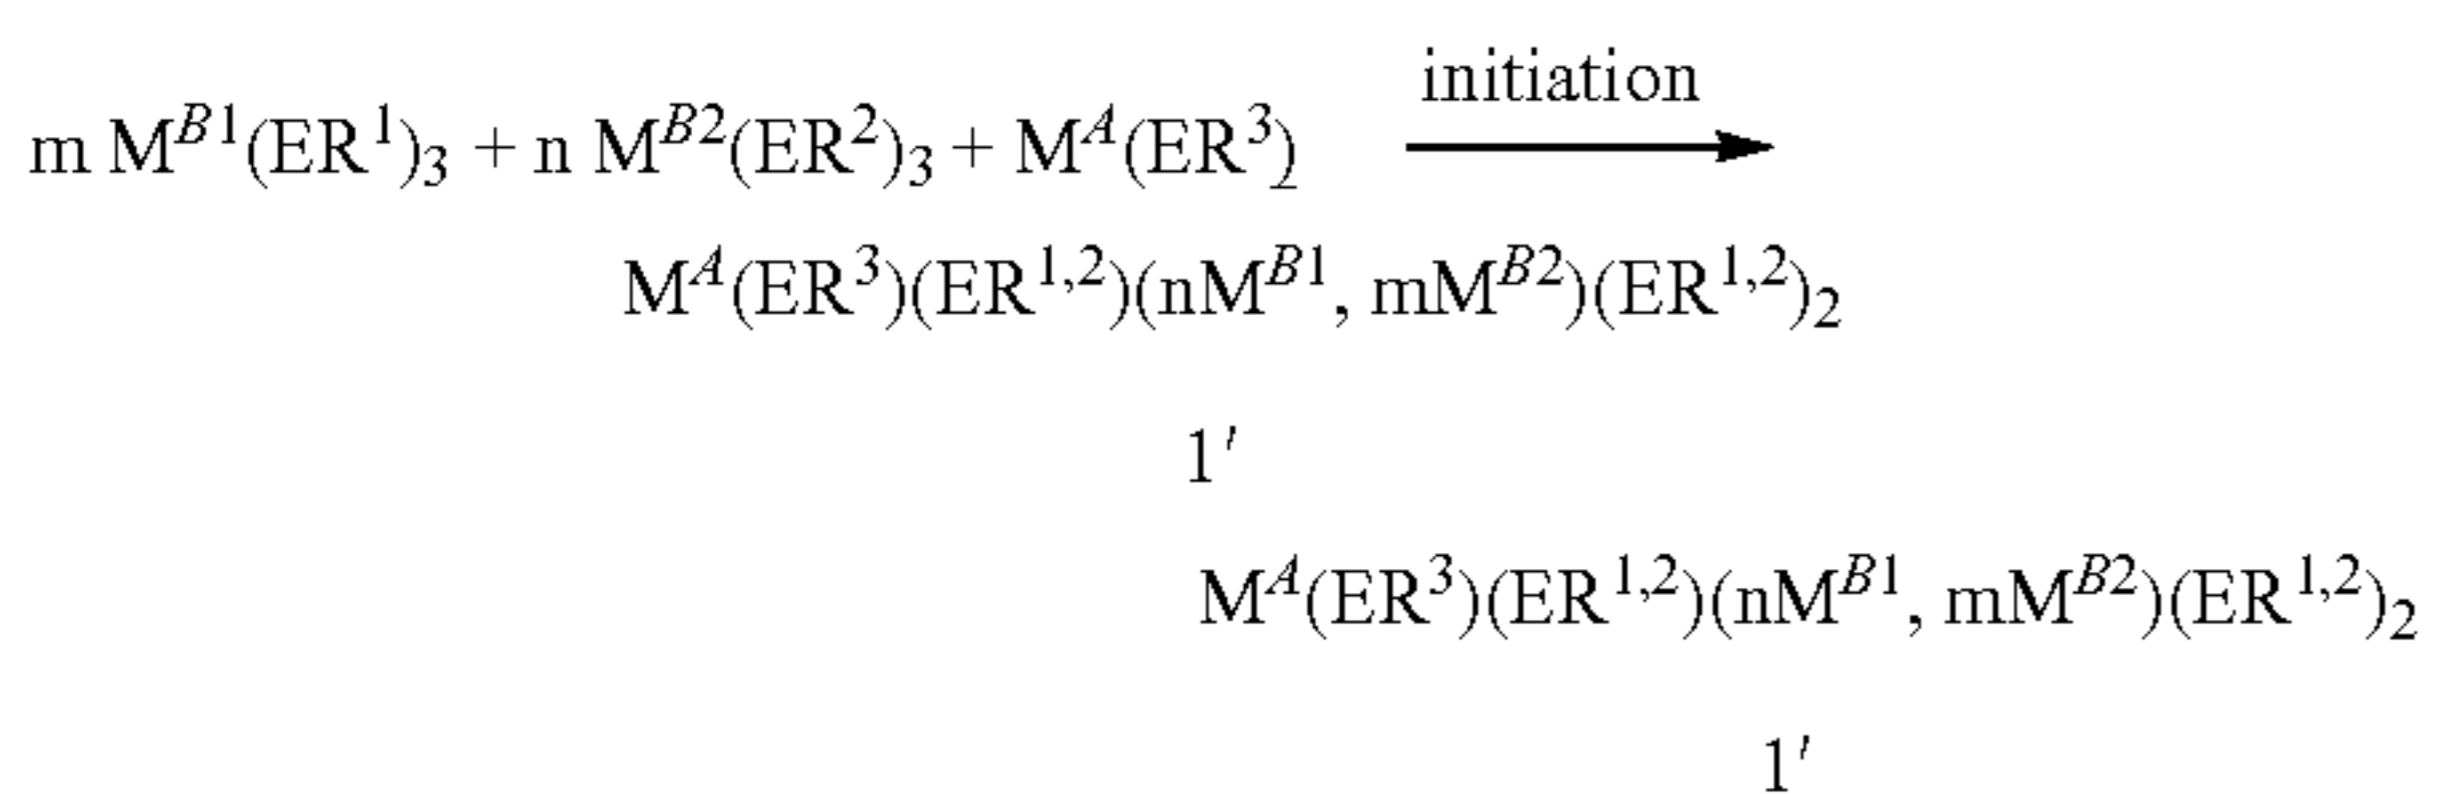 initiation
m M^{B1}(ER^1)_3 + n M^{B2}(ER^2)_3 + M^A(ER^3)_2
M^A(ER^3)(ER^{1,2})(nM^{B1}, mM^{B2})(ER^{1,2})_2
1′
M^A(ER^3)(ER^{1,2})(nM^{B1}, mM^{B2})(ER^{1,2})_2
1′